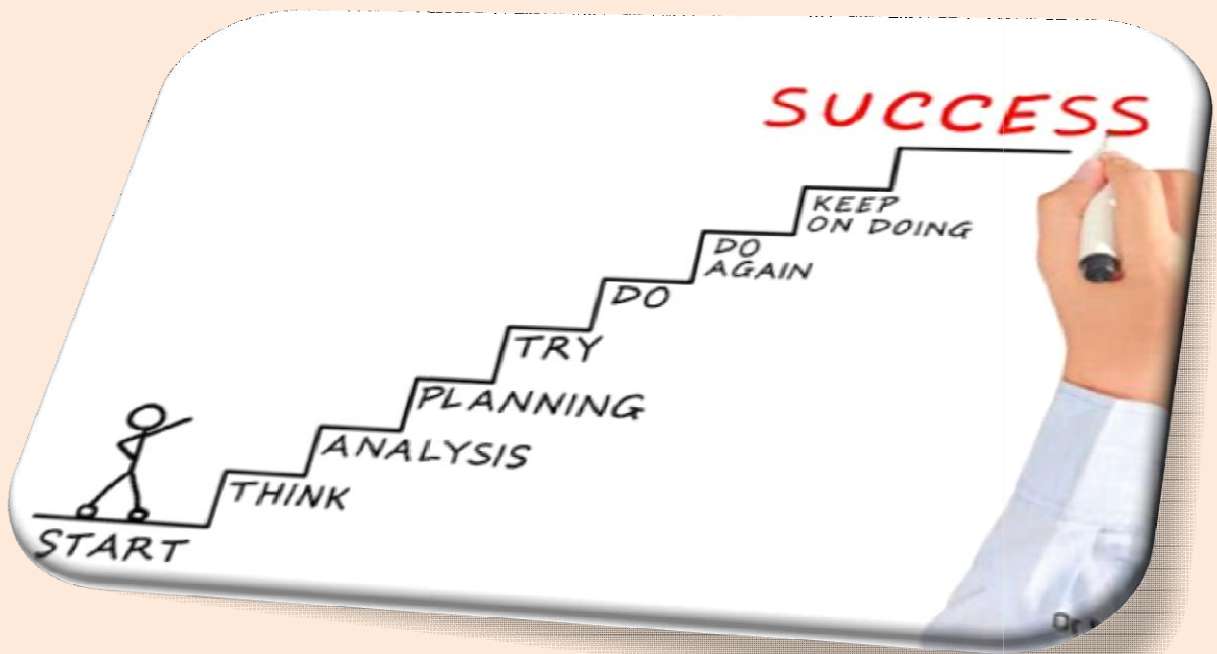 SUCCESS
KEEP
ON DOING
DO
AGAIN
DO
TRY
PLANNING
ANALYSIS
THINK
START